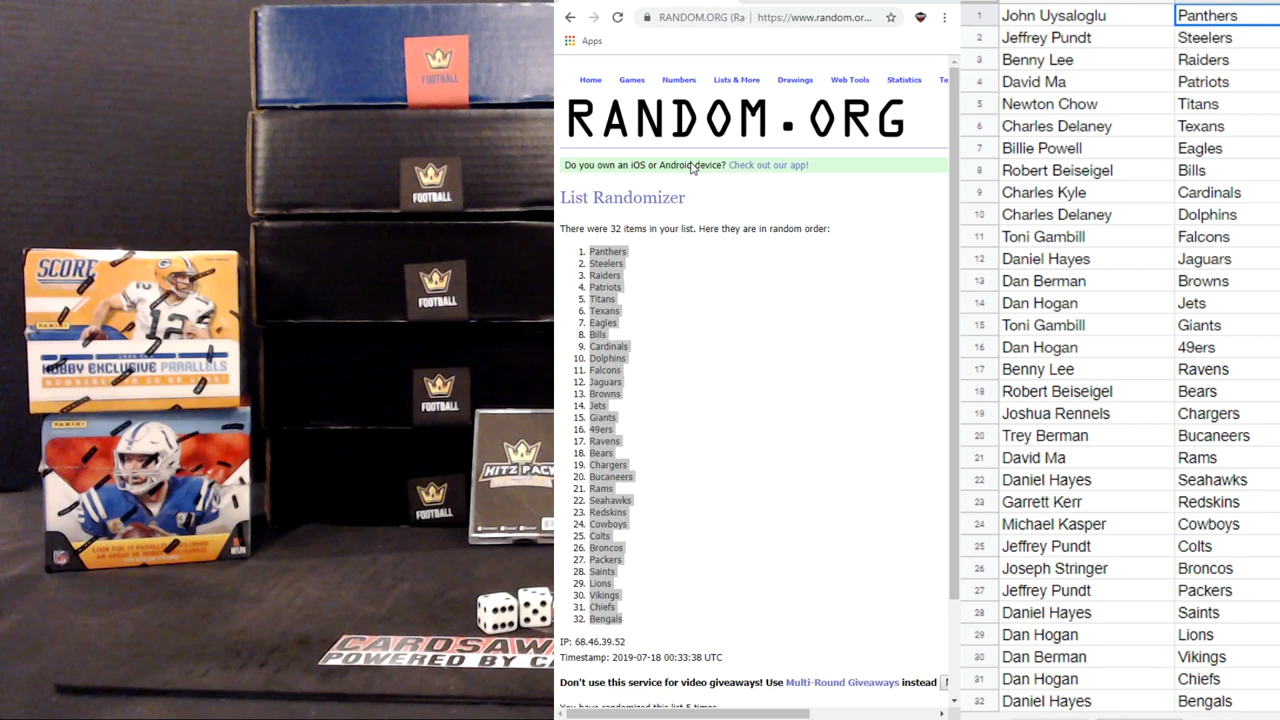 FOOTBALL
FOOTBALL
FOOTBALL
FOOTBALL
FOOTBALL
SCORE
PANINI
HOBBY EXCLUSIVE PARALLELS
PANINI
HITZ PACK
NFL
POWERED BY
RANDOM.ORG (Ra
https://www.random.or...
Apps
Home Games Numbers Lists & More Drawings Web Tools Statistics Te
RANDOM.ORG
Do you own an iOS or Android device? Check out our app!
List Randomizer
There were 32 items in your list. Here they are in random order:
1. Panthers
2. Steelers
3. Raiders
4. Patriots
5. Titans
6. Texans
7. Eagles
8. Bills
9. Cardinals
10. Dolphins
11. Falcons
12. Jaguars
13. Browns
14. Jets
15. Giants
16. 49ers
17. Ravens
18. Bears
19. Chargers
20. Bucaneers
21. Rams
22. Seahawks
23. Redskins
24. Cowboys
25. Colts
26. Broncos
27. Packers
28. Saints
29. Lions
30. Vikings
31. Chiefs
32. Bengals
IP: 68.46.39.52
Timestamp: 2019-07-18 00:33:38 UTC
Don't use this service for video giveaways! Use Multi-Round Giveaways instead
You have randomized this list 5 times.
1 John Uysaloglu Panthers
2 Jeffrey Pundt Steelers
3 Benny Lee Raiders
4 David Ma Patriots
5 Newton Chow Titans
6 Charles Delaney Texans
7 Billie Powell Eagles
8 Robert Beiseigel Bills
9 Charles Kyle Cardinals
10 Charles Delaney Dolphins
11 Toni Gambill Falcons
12 Daniel Hayes Jaguars
13 Dan Berman Browns
14 Dan Hogan Jets
15 Toni Gambill Giants
16 Dan Hogan 49ers
17 Benny Lee Ravens
18 Robert Beiseigel Bears
19 Joshua Rennels Chargers
20 Trey Berman Bucaneers
21 David Ma Rams
22 Daniel Hayes Seahawks
23 Garrett Kerr Redskins
24 Michael Kasper Cowboys
25 Jeffrey Pundt Colts
26 Joseph Stringer Broncos
27 Jeffrey Pundt Packers
28 Daniel Hayes Saints
29 Dan Hogan Lions
30 Dan Berman Vikings
31 Dan Hogan Chiefs
32 Daniel Hayes Bengals